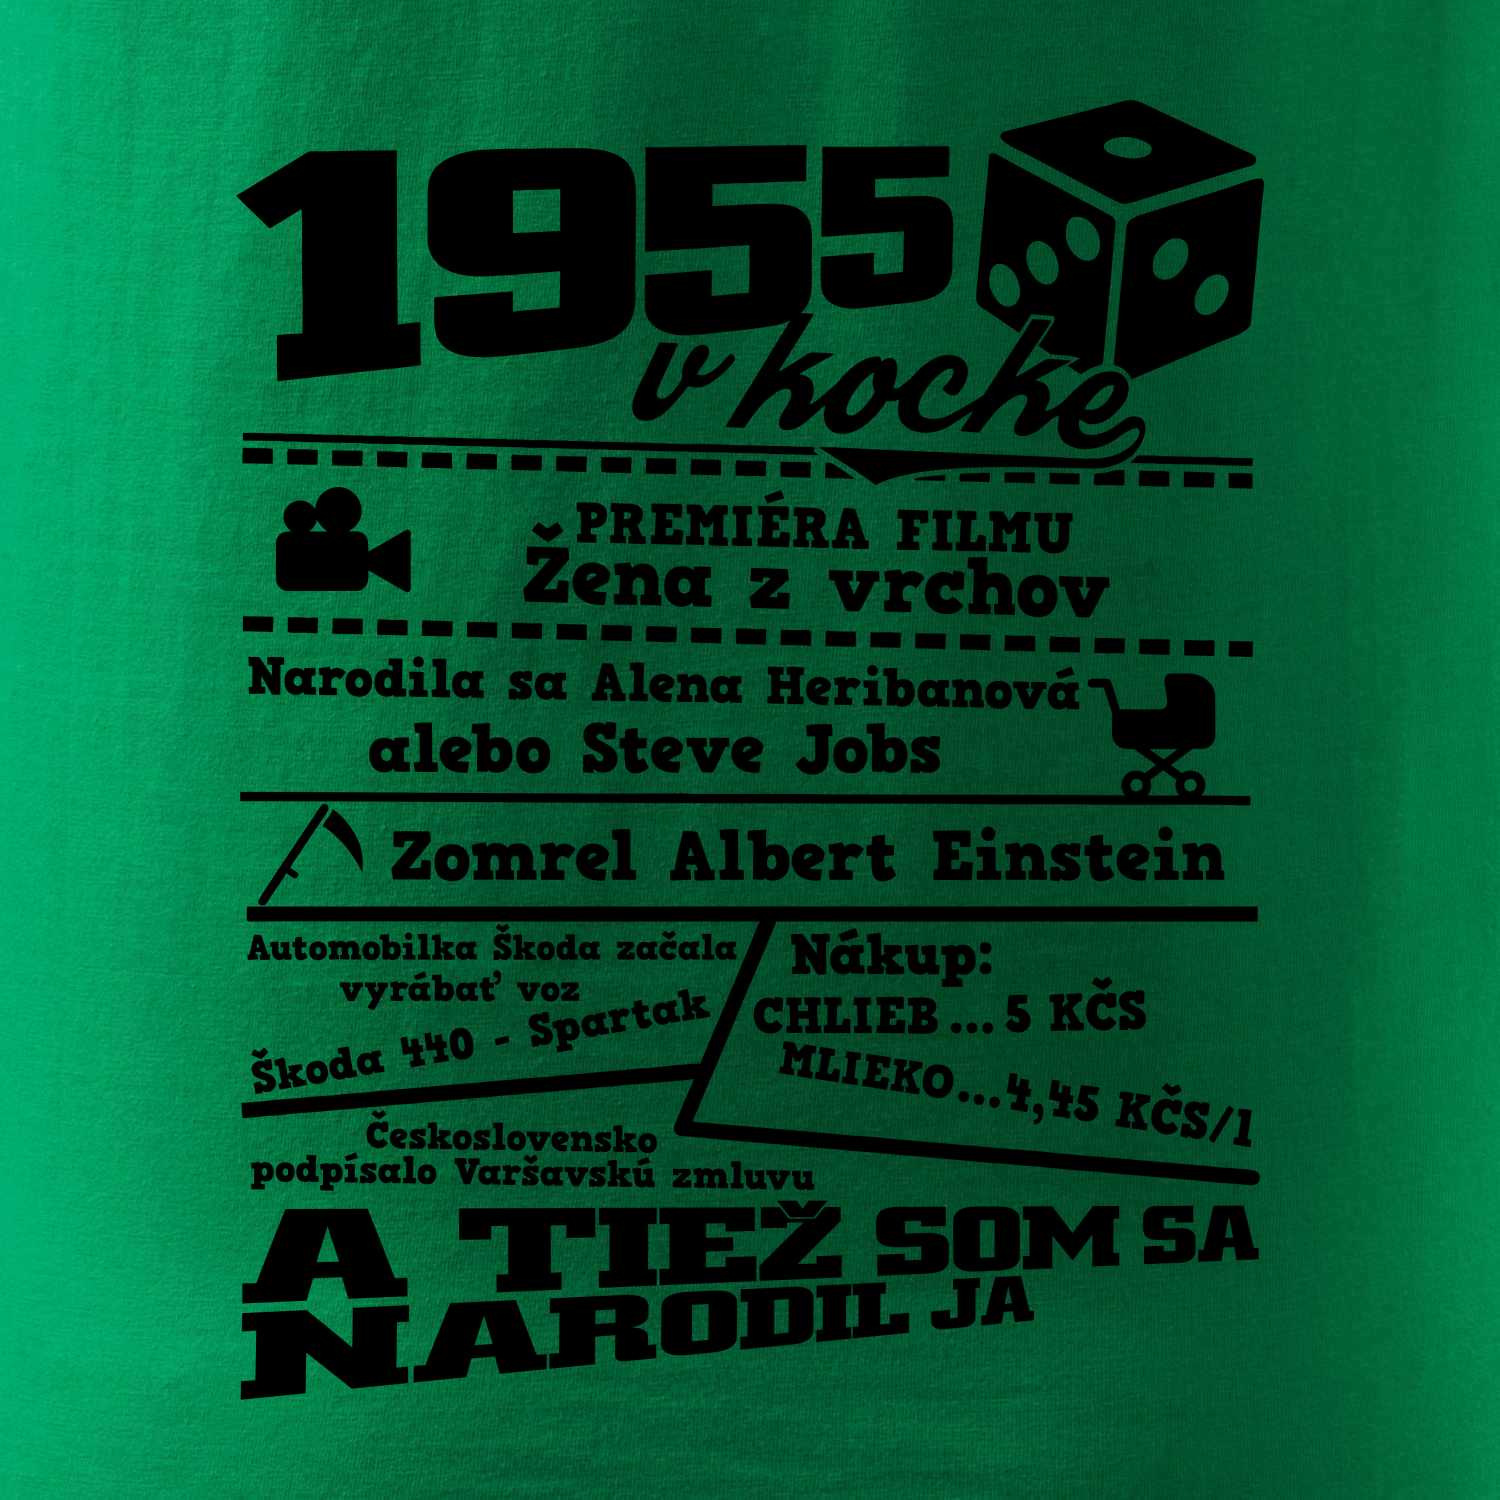 1955
v kocke
PREMIÉRA FILMU
Žena z vrchov
Narodila sa Alena Heribanová
alebo Steve Jobs
Zomrel Albert Einstein
Automobilka Škoda začala
vyrábať voz
Škoda 440 - Spartak
Nákup:
CHLIEB...5 KČS
MLIEKO...4,45 KČS/l
Československo
podpísalo Varšavskú zmluvu
A TIEŽ SOM SA
NARODIL JA